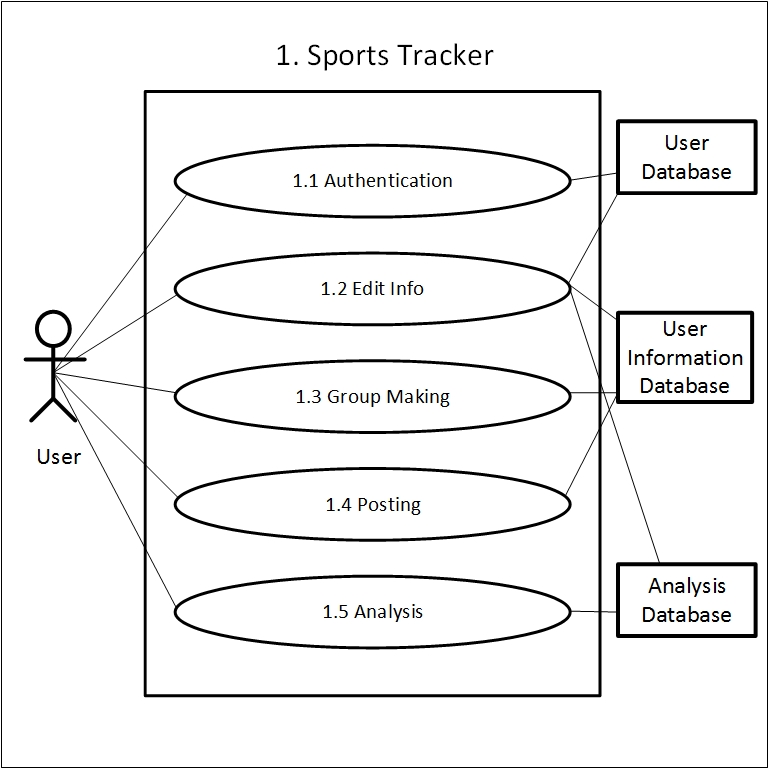 1. Sports Tracker
1.1 Authentication
User
Database
1.2 Edit Info
User
Information
Database
1.3 Group Making
User
1.4 Posting
Analysis
Database
1.5 Analysis